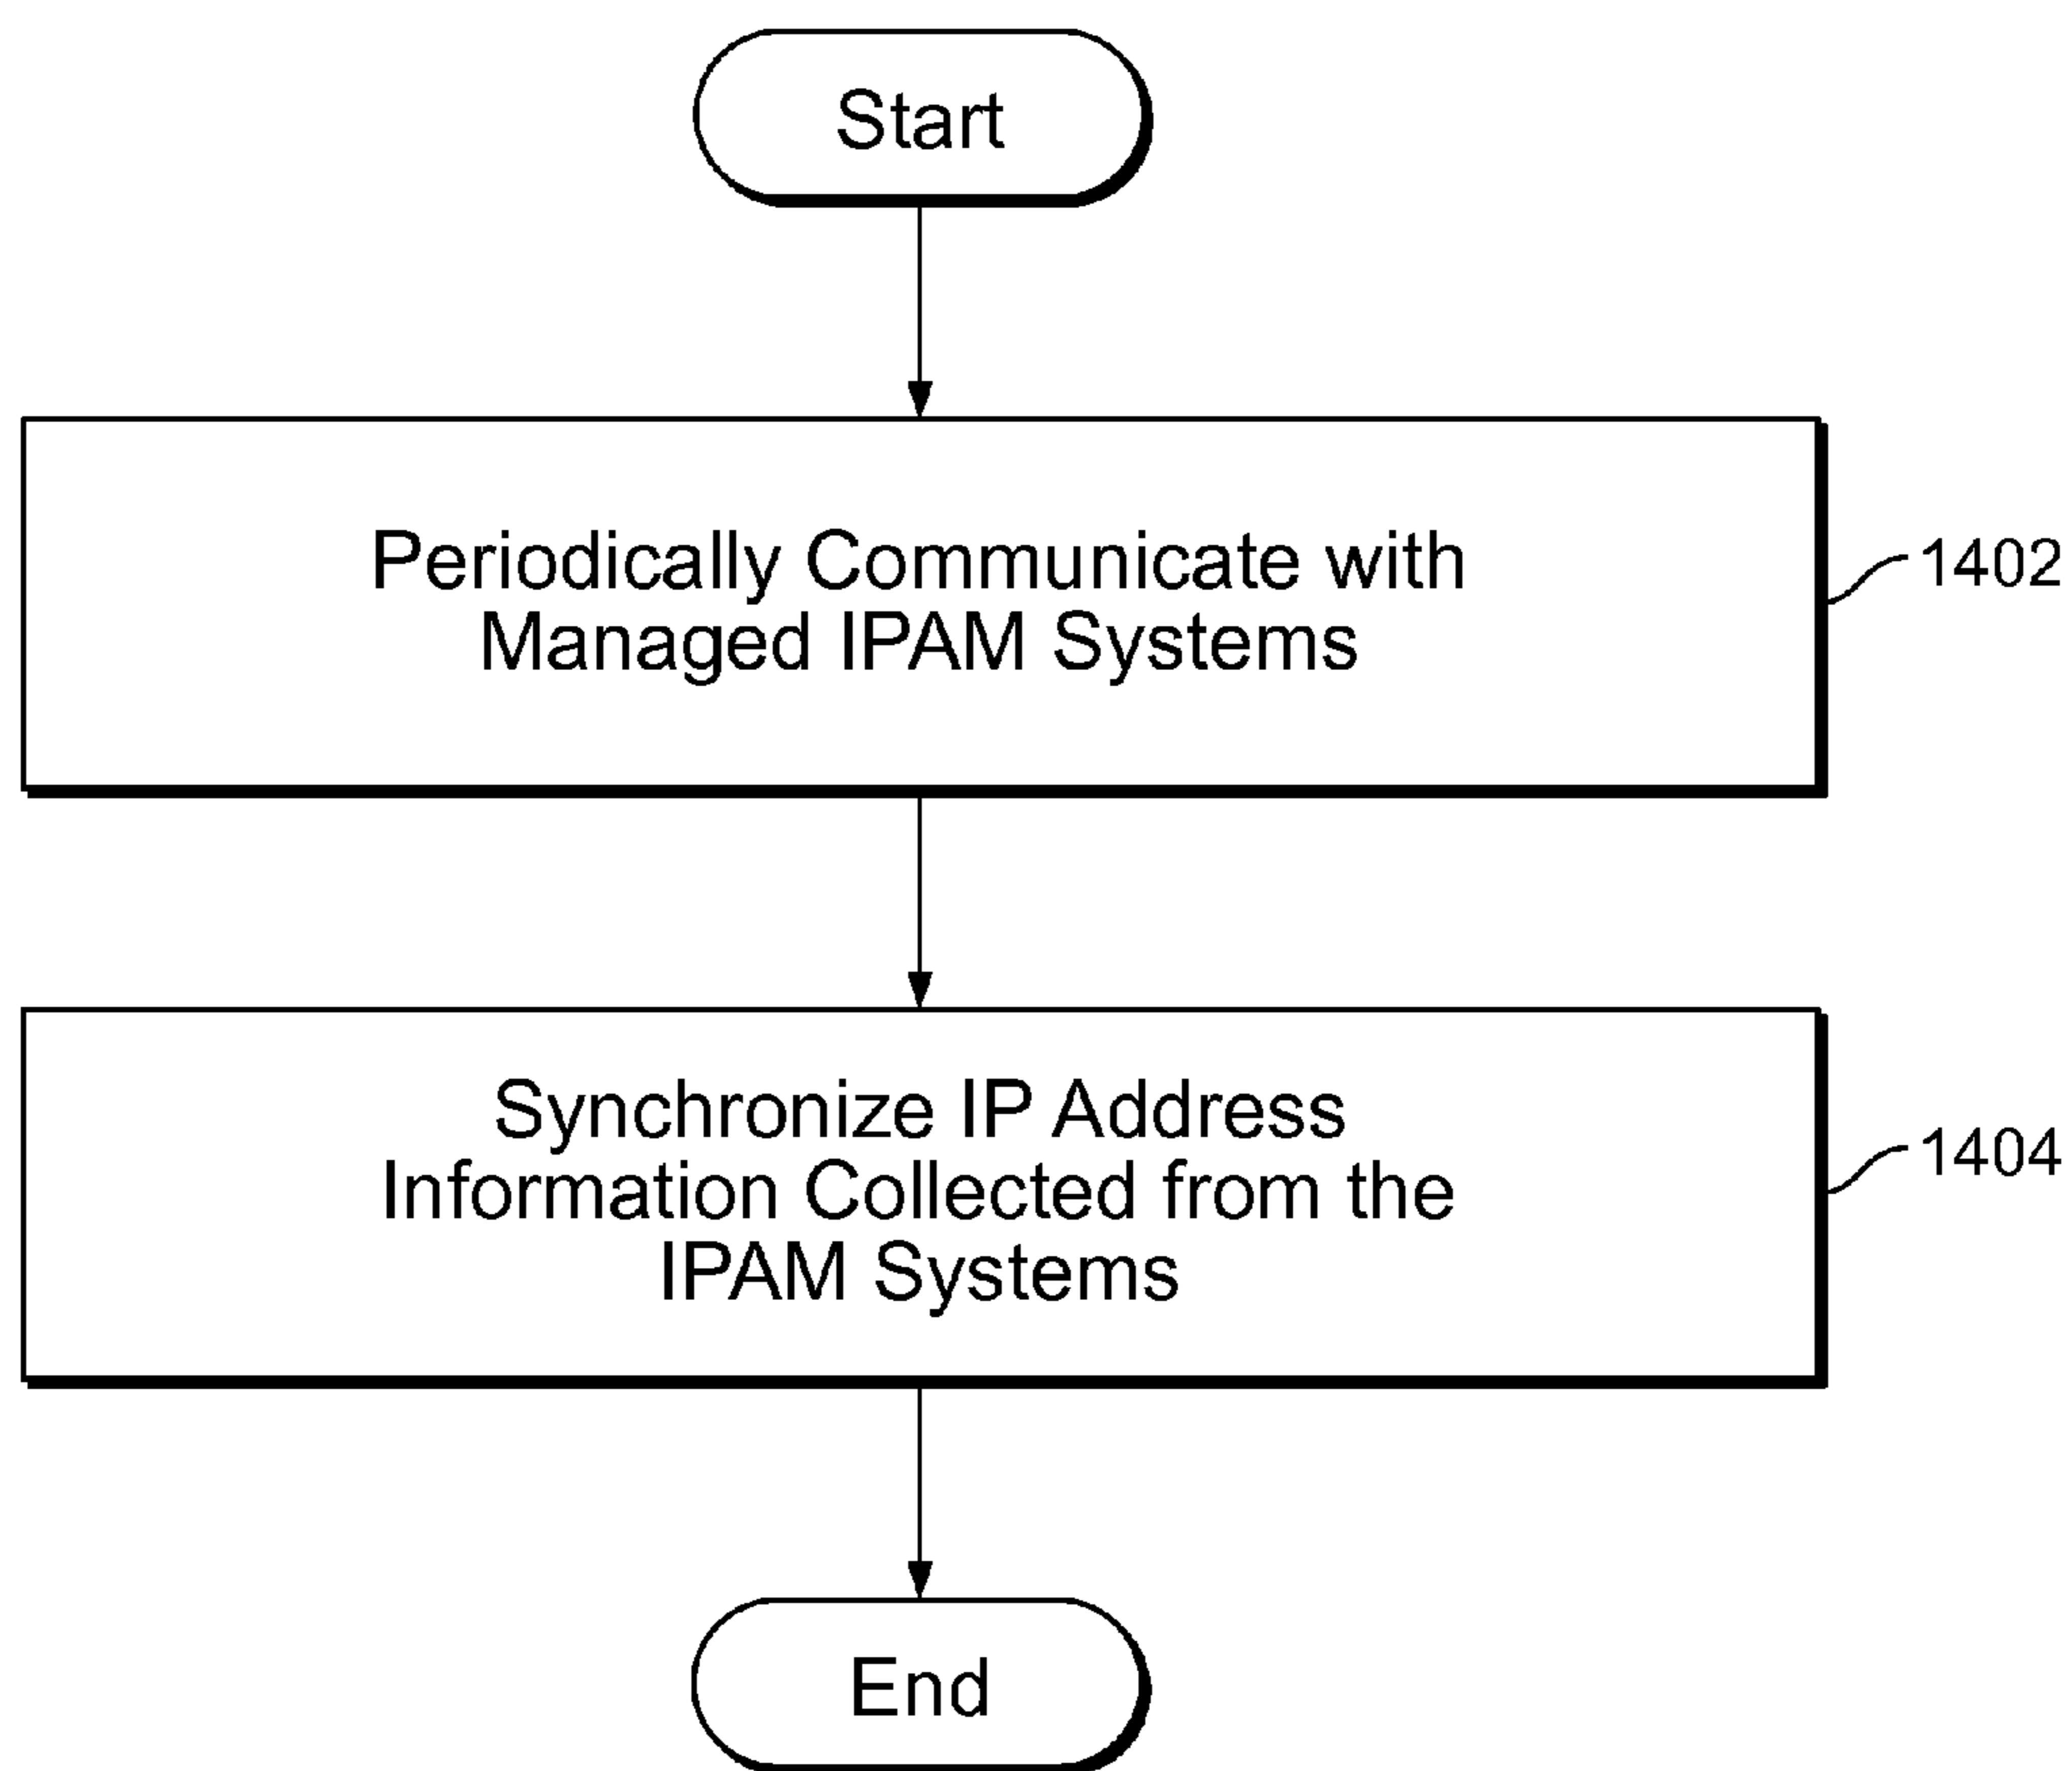 Start
Periodically Communicate with
Managed IPAM Systems
1402
Synchronize IP Address
Information Collected from the
IPAM Systems
1404
End